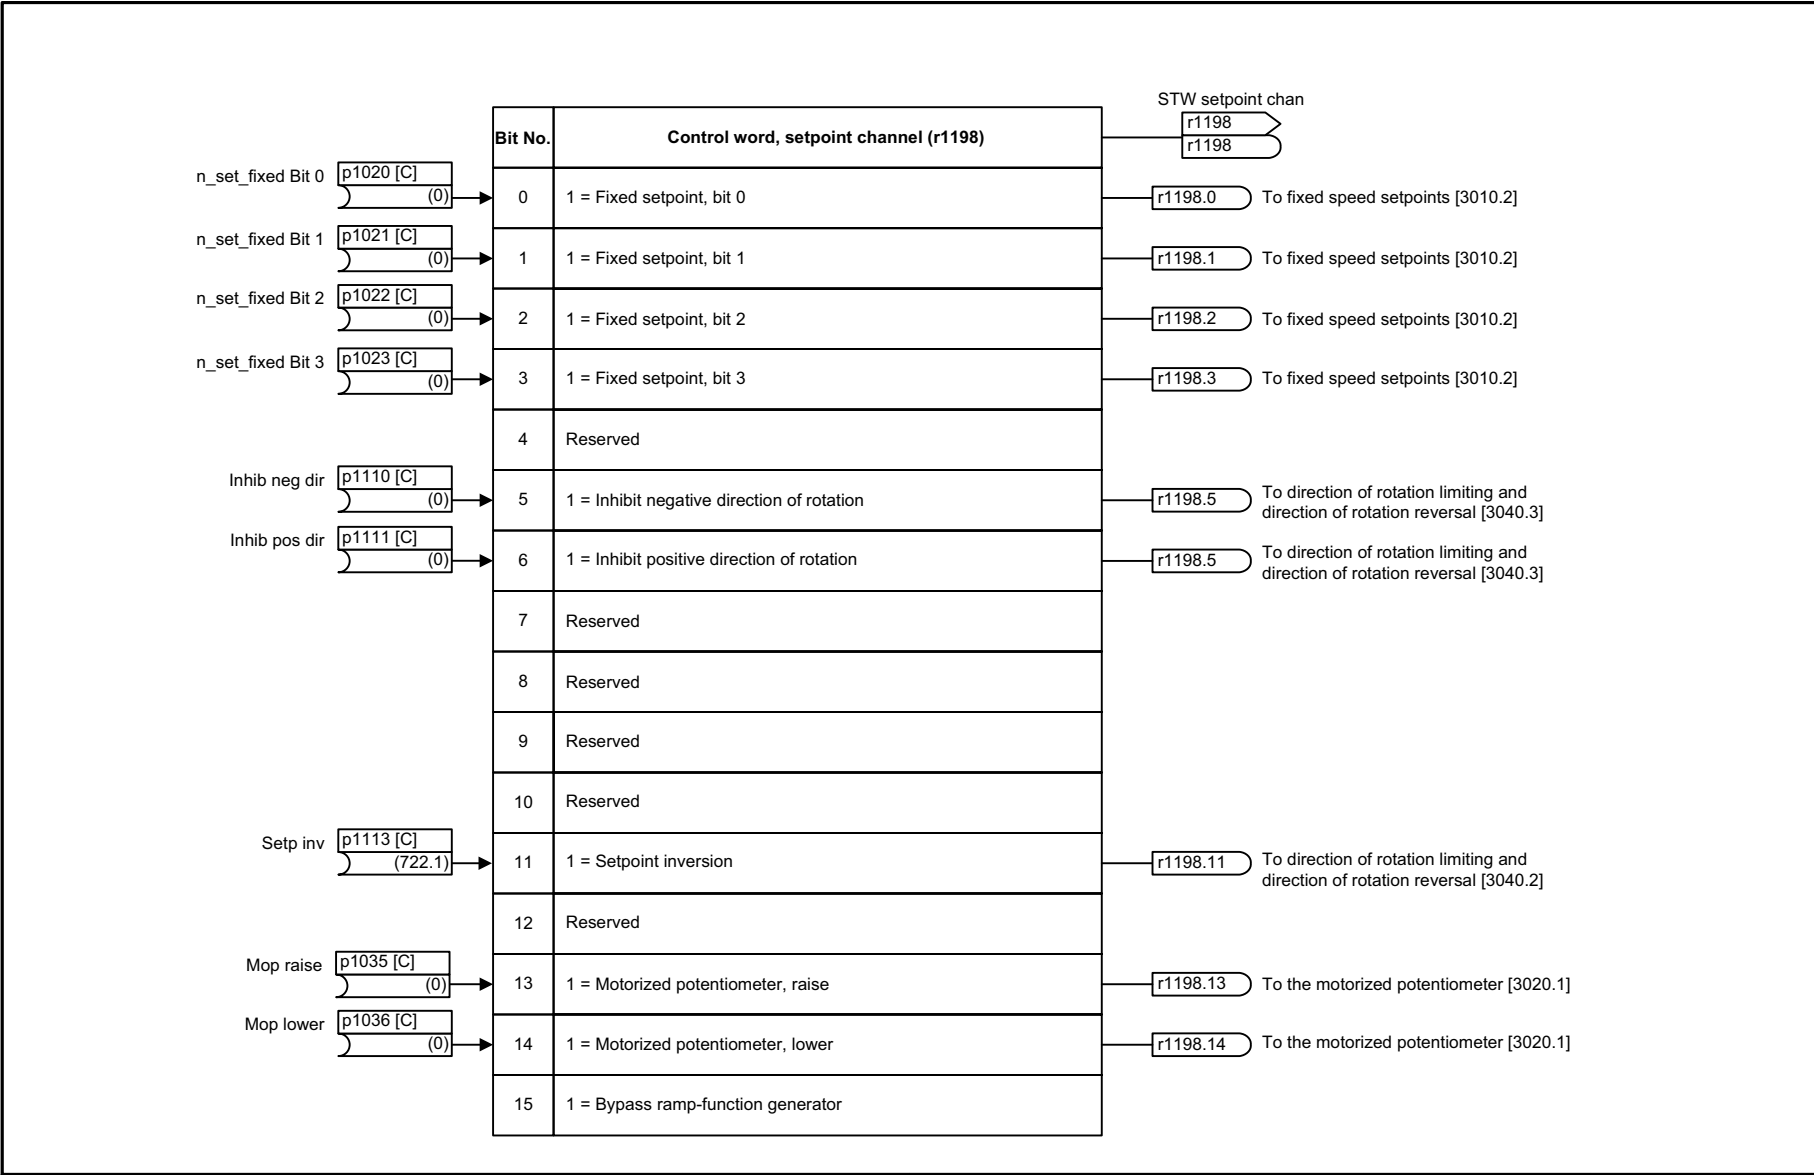 STW setpoint chan
r1198
r1198
Bit No. Control word, setpoint channel (r1198)
n_set_fixed Bit 0 p1020 [C]
(0) 0 1 = Fixed setpoint, bit 0 r1198.0 To fixed speed setpoints [3010.2]
n_set_fixed Bit 1 p1021 [C]
(0) 1 1 = Fixed setpoint, bit 1 r1198.1 To fixed speed setpoints [3010.2]
n_set_fixed Bit 2 p1022 [C]
(0) 2 1 = Fixed setpoint, bit 2 r1198.2 To fixed speed setpoints [3010.2]
n_set_fixed Bit 3 p1023 [C]
(0) 3 1 = Fixed setpoint, bit 3 r1198.3 To fixed speed setpoints [3010.2]
4 Reserved
Inhib neg dir p1110 [C]
(0) 5 1 = Inhibit negative direction of rotation r1198.5 To direction of rotation limiting and
direction of rotation reversal [3040.3]
Inhib pos dir p1111 [C]
(0) 6 1 = Inhibit positive direction of rotation r1198.5 To direction of rotation limiting and
direction of rotation reversal [3040.3]
7 Reserved
8 Reserved
9 Reserved
10 Reserved
Setp inv p1113 [C]
(722.1) 11 1 = Setpoint inversion r1198.11 To direction of rotation limiting and
direction of rotation reversal [3040.2]
12 Reserved
Mop raise p1035 [C]
(0) 13 1 = Motorized potentiometer, raise r1198.13 To the motorized potentiometer [3020.1]
Mop lower p1036 [C]
(0) 14 1 = Motorized potentiometer, lower r1198.14 To the motorized potentiometer [3020.1]
15 1 = Bypass ramp-function generator